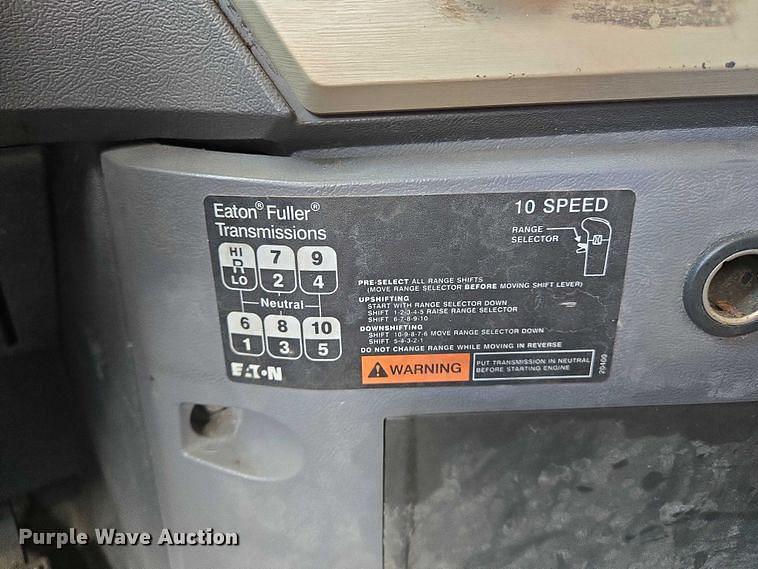 Eaton® Fuller®
Transmissions
10 SPEED
RANGE
SELECTOR
HI R LO
7 2
9 4
Neutral
6 1
8 3
10 5
EATON
PRE-SELECT ALL RANGE SHIFTS
(MOVE RANGE SELECTOR BEFORE MOVING SHIFT LEVER)
UPSHIFTING
START WITH RANGE SELECTOR DOWN
SHIFT 1-2-3-4-5 RAISE RANGE SELECTOR
SHIFT 6-7-8-9-10
DOWNSHIFTING
SHIFT 10-9-8-7-6 MOVE RANGE SELECTOR DOWN
SHIFT 5-4-3-2-1
DO NOT CHANGE RANGE WHILE MOVING IN REVERSE
WARNING
PUT TRANSMISSION IN NEUTRAL
BEFORE STARTING ENGINE
20409
Purple Wave Auction